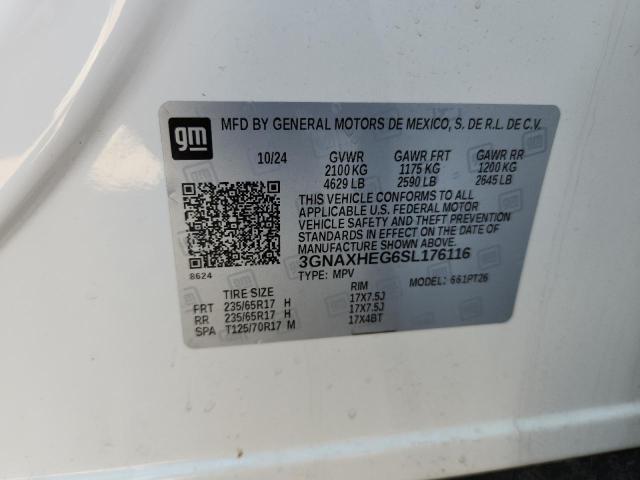 gm MFD BY GENERAL MOTORS DE MEXICO, S. DE R.L. DE C.V.
10/24 GVWR GAWR FRT GAWR RR
2100 KG 1175 KG 1200 KG
4629 LB 2590 LB 2645 LB
THIS VEHICLE CONFORMS TO ALL
APPLICABLE U.S. FEDERAL MOTOR
VEHICLE SAFETY AND THEFT PREVENTION
STANDARDS IN EFFECT ON THE DATE OF
MANUFACTURE SHOWN ABOVE.
3GNAXHEG6SL176116
8624 TYPE: MPV MODEL: 661PT26
TIRE SIZE RIM
FRT 235/65R17 H 17X7.5J
RR 235/65R17 H 17X7.5J
SPA T125/70R17 M 17X4BT